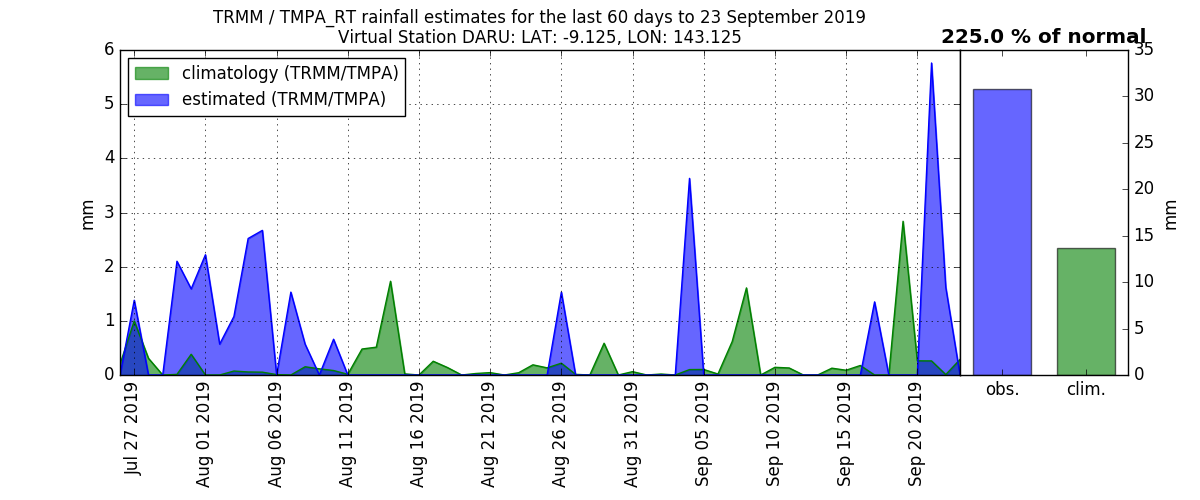 TRMM / TMPA_RT rainfall estimates for the last 60 days to 23 September 2019
Virtual Station DARU: LAT: -9.125, LON: 143.125
225.0 % of normal
climatology (TRMM/TMPA)
estimated (TRMM/TMPA)
mm
6
5
4
3
2
1
0
Jul 27 2019
Aug 01 2019
Aug 06 2019
Aug 11 2019
Aug 16 2019
Aug 21 2019
Aug 26 2019
Aug 31 2019
Sep 05 2019
Sep 10 2019
Sep 15 2019
Sep 20 2019
obs.
clim.
35
30
25
20
15
10
5
0
mm